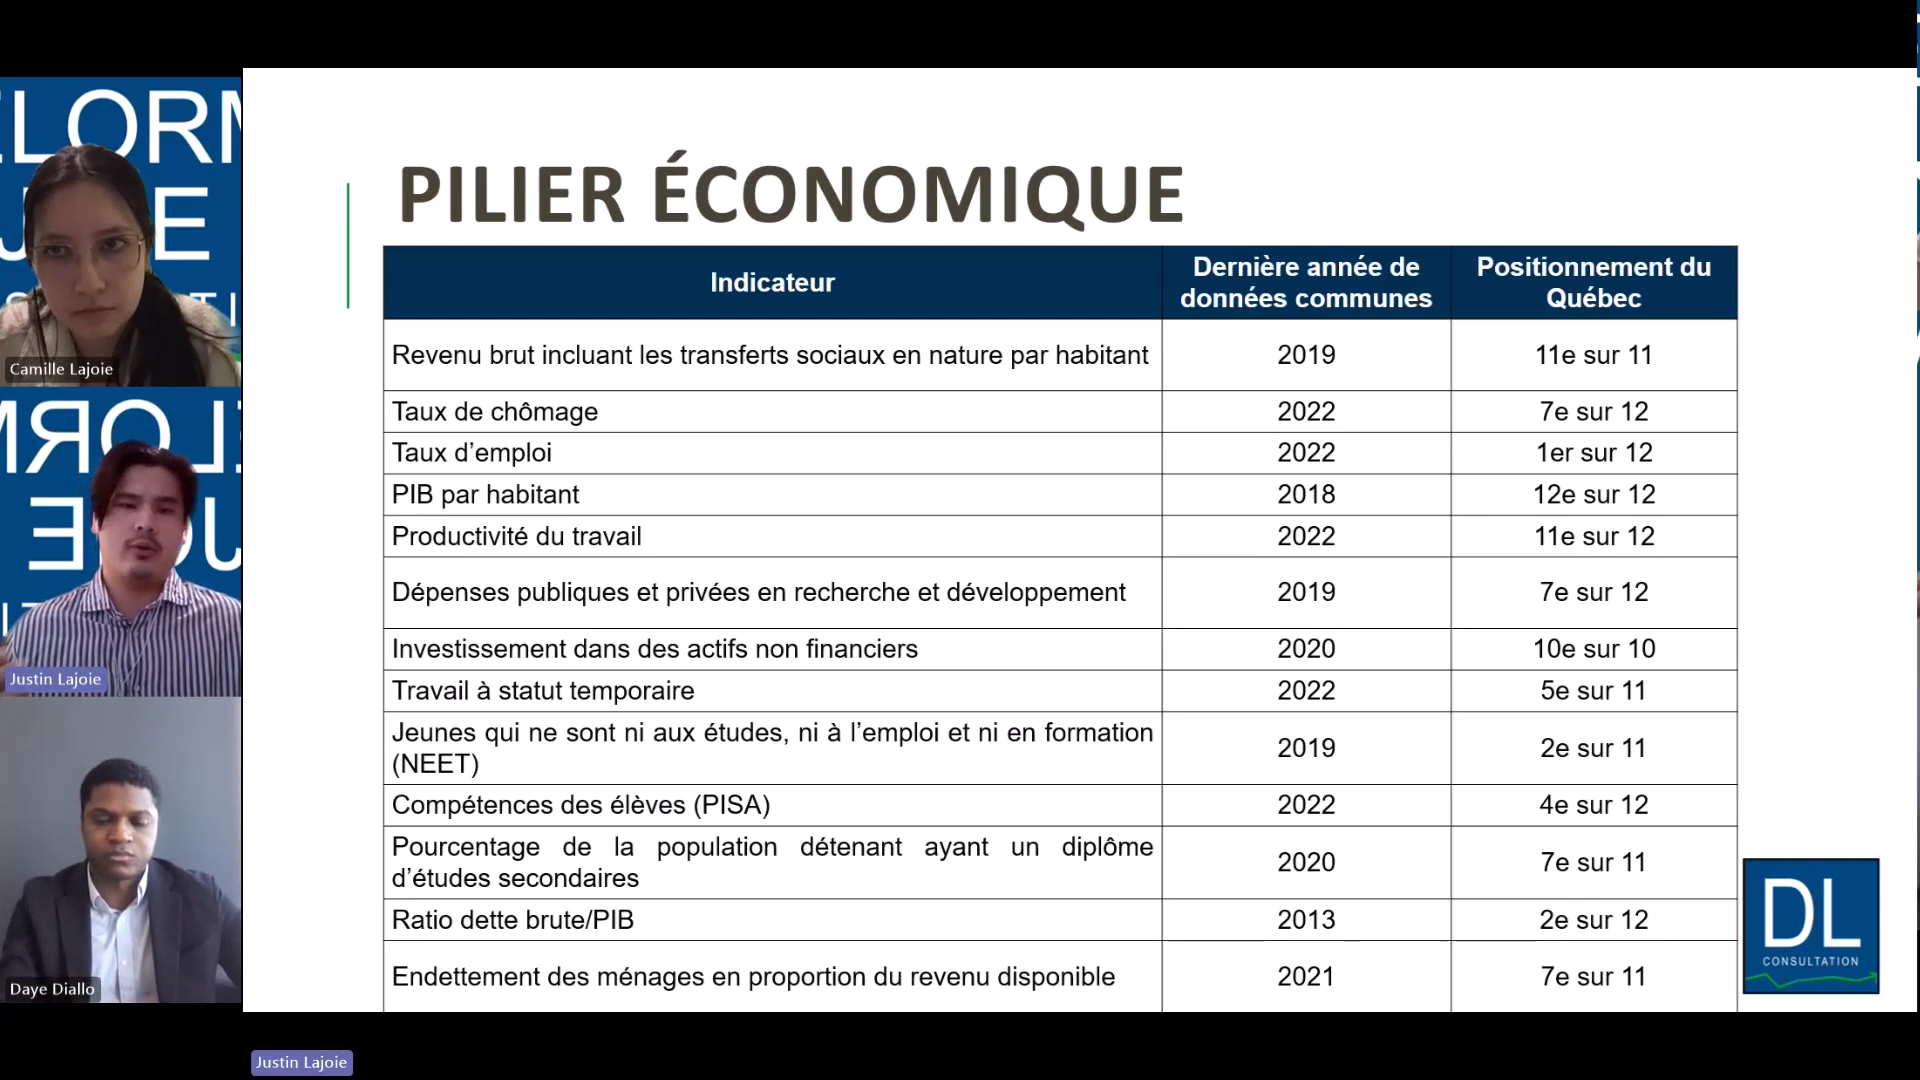 ELORM
JOIE
Camille Lajoie
Justin Lajoie
Daye Diallo
PILIER ÉCONOMIQUE
Indicateur
Dernière année de
données communes
Positionnement du
Québec
Revenu brut incluant les transferts sociaux en nature par habitant 2019 11e sur 11
Taux de chômage 2022 7e sur 12
Taux d’emploi 2022 1er sur 12
PIB par habitant 2018 12e sur 12
Productivité du travail 2022 11e sur 12
Dépenses publiques et privées en recherche et développement 2019 7e sur 12
Investissement dans des actifs non financiers 2020 10e sur 10
Travail à statut temporaire 2022 5e sur 11
Jeunes qui ne sont ni aux études, ni à l’emploi et ni en formation
(NEET) 2019 2e sur 11
Compétences des élèves (PISA) 2022 4e sur 12
Pourcentage de la population détenant ayant un diplôme
d’études secondaires 2020 7e sur 11
Ratio dette brute/PIB 2013 2e sur 12
Endettement des ménages en proportion du revenu disponible 2021 7e sur 11
DL
CONSULTATION
Justin Lajoie